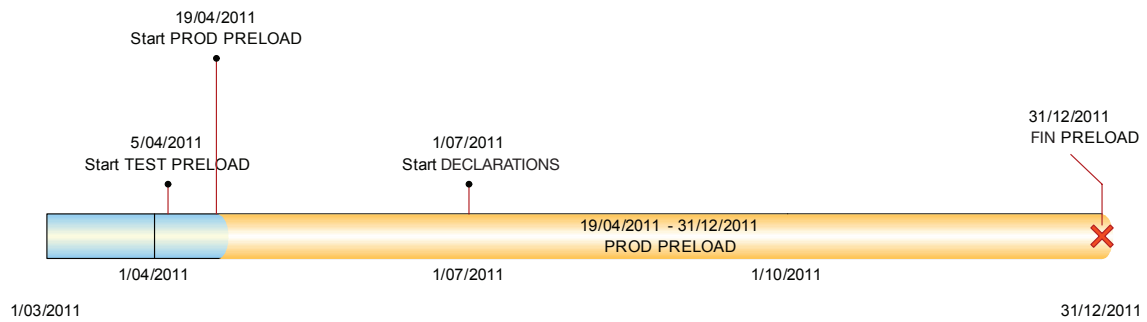 19/04/2011
Start PROD PRELOAD
5/04/2011
Start TEST PRELOAD
1/07/2011
Start DECLARATIONS
31/12/2011
FIN PRELOAD
19/04/2011 - 31/12/2011
PROD PRELOAD
1/04/2011
1/07/2011
1/10/2011
1/03/2011
31/12/2011